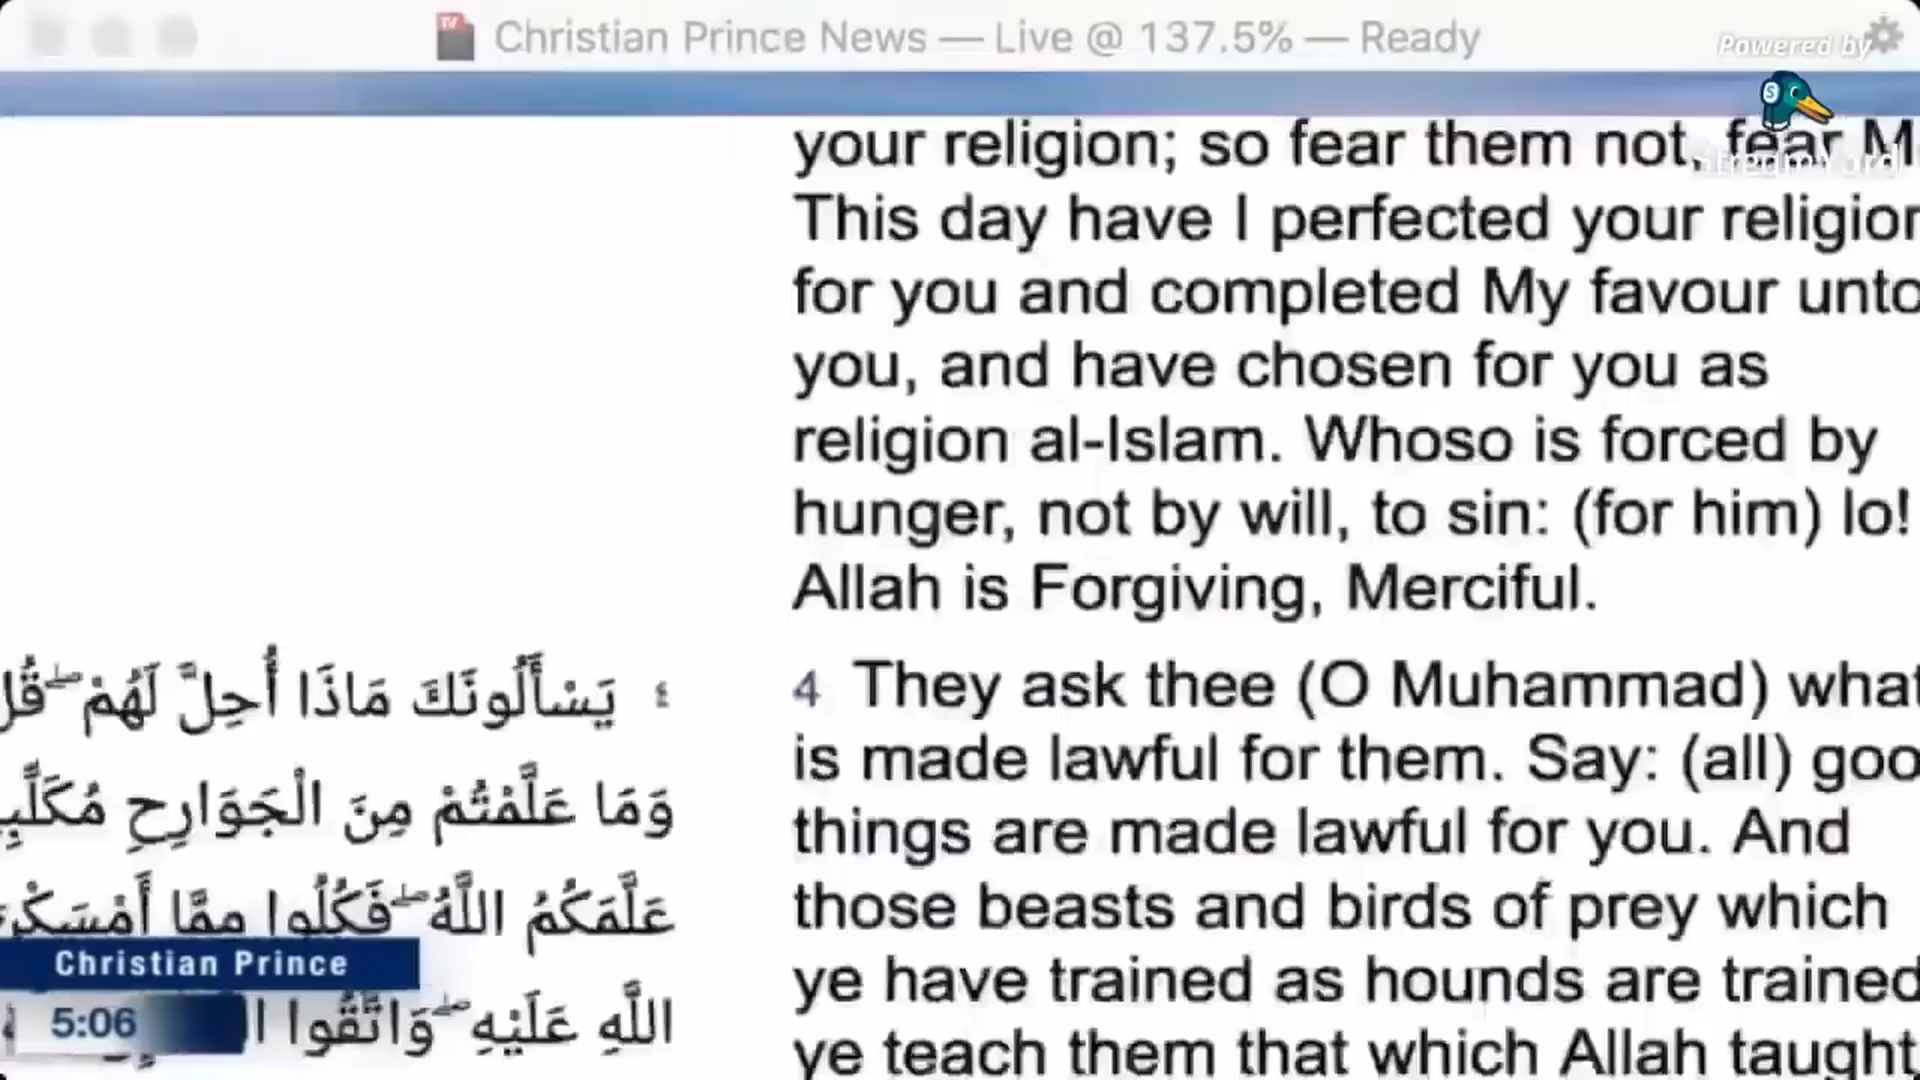 Christian Prince News — Live @ 137.5% — Ready
Powered by
StreamYard
your religion; so fear them not, fear M
This day have I perfected your religion
for you and completed My favour unto
you, and have chosen for you as
religion al-Islam. Whoso is forced by
hunger, not by will, to sin: (for him) lo!
Allah is Forgiving, Merciful.
4 They ask thee (O Muhammad) what
is made lawful for them. Say: (all) goo
things are made lawful for you. And
those beasts and birds of prey which
ye have trained as hounds are trained
ye teach them that which Allah taught
٤ يَسْأَلُونَكَ مَاذَا أُحِلَّ لَهُمْ ۖ قُل
وَمَا عَلَّمْتُمْ مِنَ الْجَوَارِحِ مُكَلِّبِ
عَلَّمَكُمُ اللَّهُ ۖ فَكُلُوا مِمَّا أَمْسَكْ
اللَّهِ عَلَيْهِ ۖ وَاتَّقُوا ا
Christian Prince
5:06